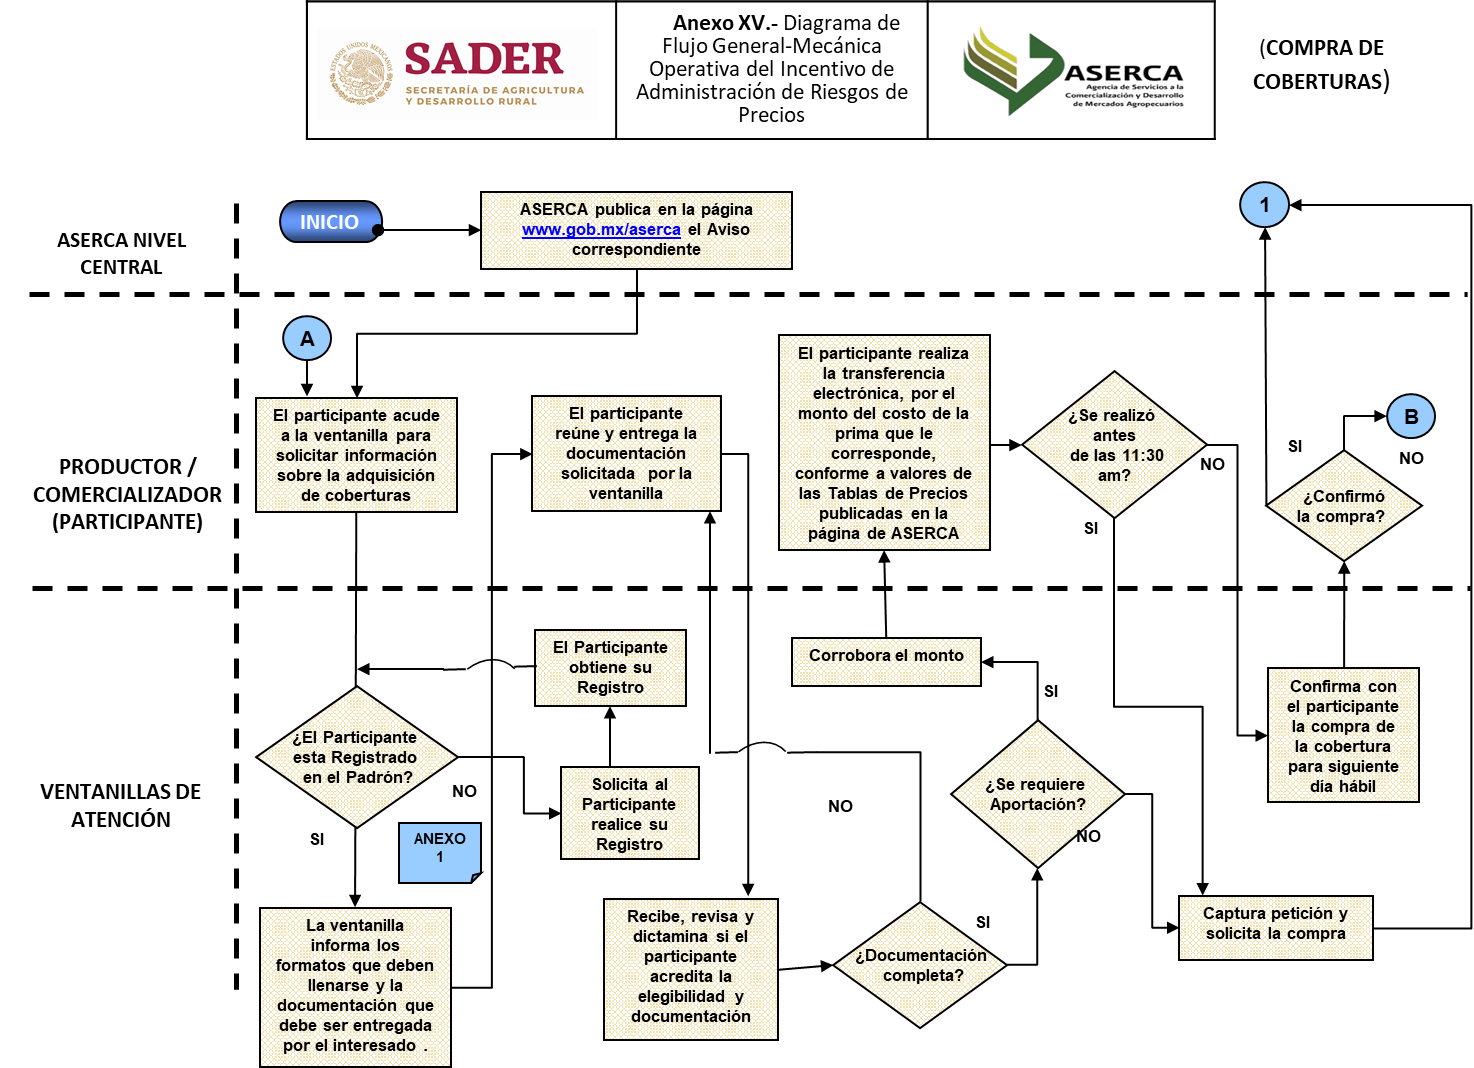 ESTADOS UNIDOS MEXICANOS
SADER
SECRETARÍA DE AGRICULTURA
Y DESARROLLO RURAL
Anexo XV.- Diagrama de
Flujo General-Mecánica
Operativa del Incentivo de
Administración de Riesgos de
Precios
ASERCA
Agencia de Servicios a la
Comercialización y Desarrollo
de Mercados Agropecuarios
(COMPRA DE
COBERTURAS)
ASERCA NIVEL
CENTRAL
INICIO
ASERCA publica en la página
www.gob.mx/aserca el Aviso
correspondiente
1
PRODUCTOR /
COMERCIALIZADOR
(PARTICIPANTE)
A
El participante acude
a la ventanilla para
solicitar información
sobre la adquisición
de coberturas
El participante
reúne y entrega la
documentación
solicitada por la
ventanilla
El participante realiza
la transferencia
electrónica, por el
monto del costo de la
prima que le
corresponde,
conforme a valores de
las Tablas de Precios
publicadas en la
página de ASERCA
¿Se realizó
antes
de las 11:30
am?
NO
SI
SI
B
NO
¿Confirmó
la compra?
VENTANILLAS DE
ATENCIÓN
El Participante
obtiene su
Registro
¿El Participante
esta Registrado
en el Padrón?
NO
SI
Solicita al
Participante
realice su
Registro
ANEXO
1
La ventanilla
informa los
formatos que deben
llenarse y la
documentación que
debe ser entregada
por el interesado .
Recibe, revisa y
dictamina si el
participante
acredita la
elegibilidad y
documentación
NO
¿Documentación
completa?
SI
Corrobora el monto
SI
¿Se requiere
Aportación?
NO
Confirma con
el participante
la compra de
la cobertura
para siguiente
día hábil
Captura petición y
solicita la compra